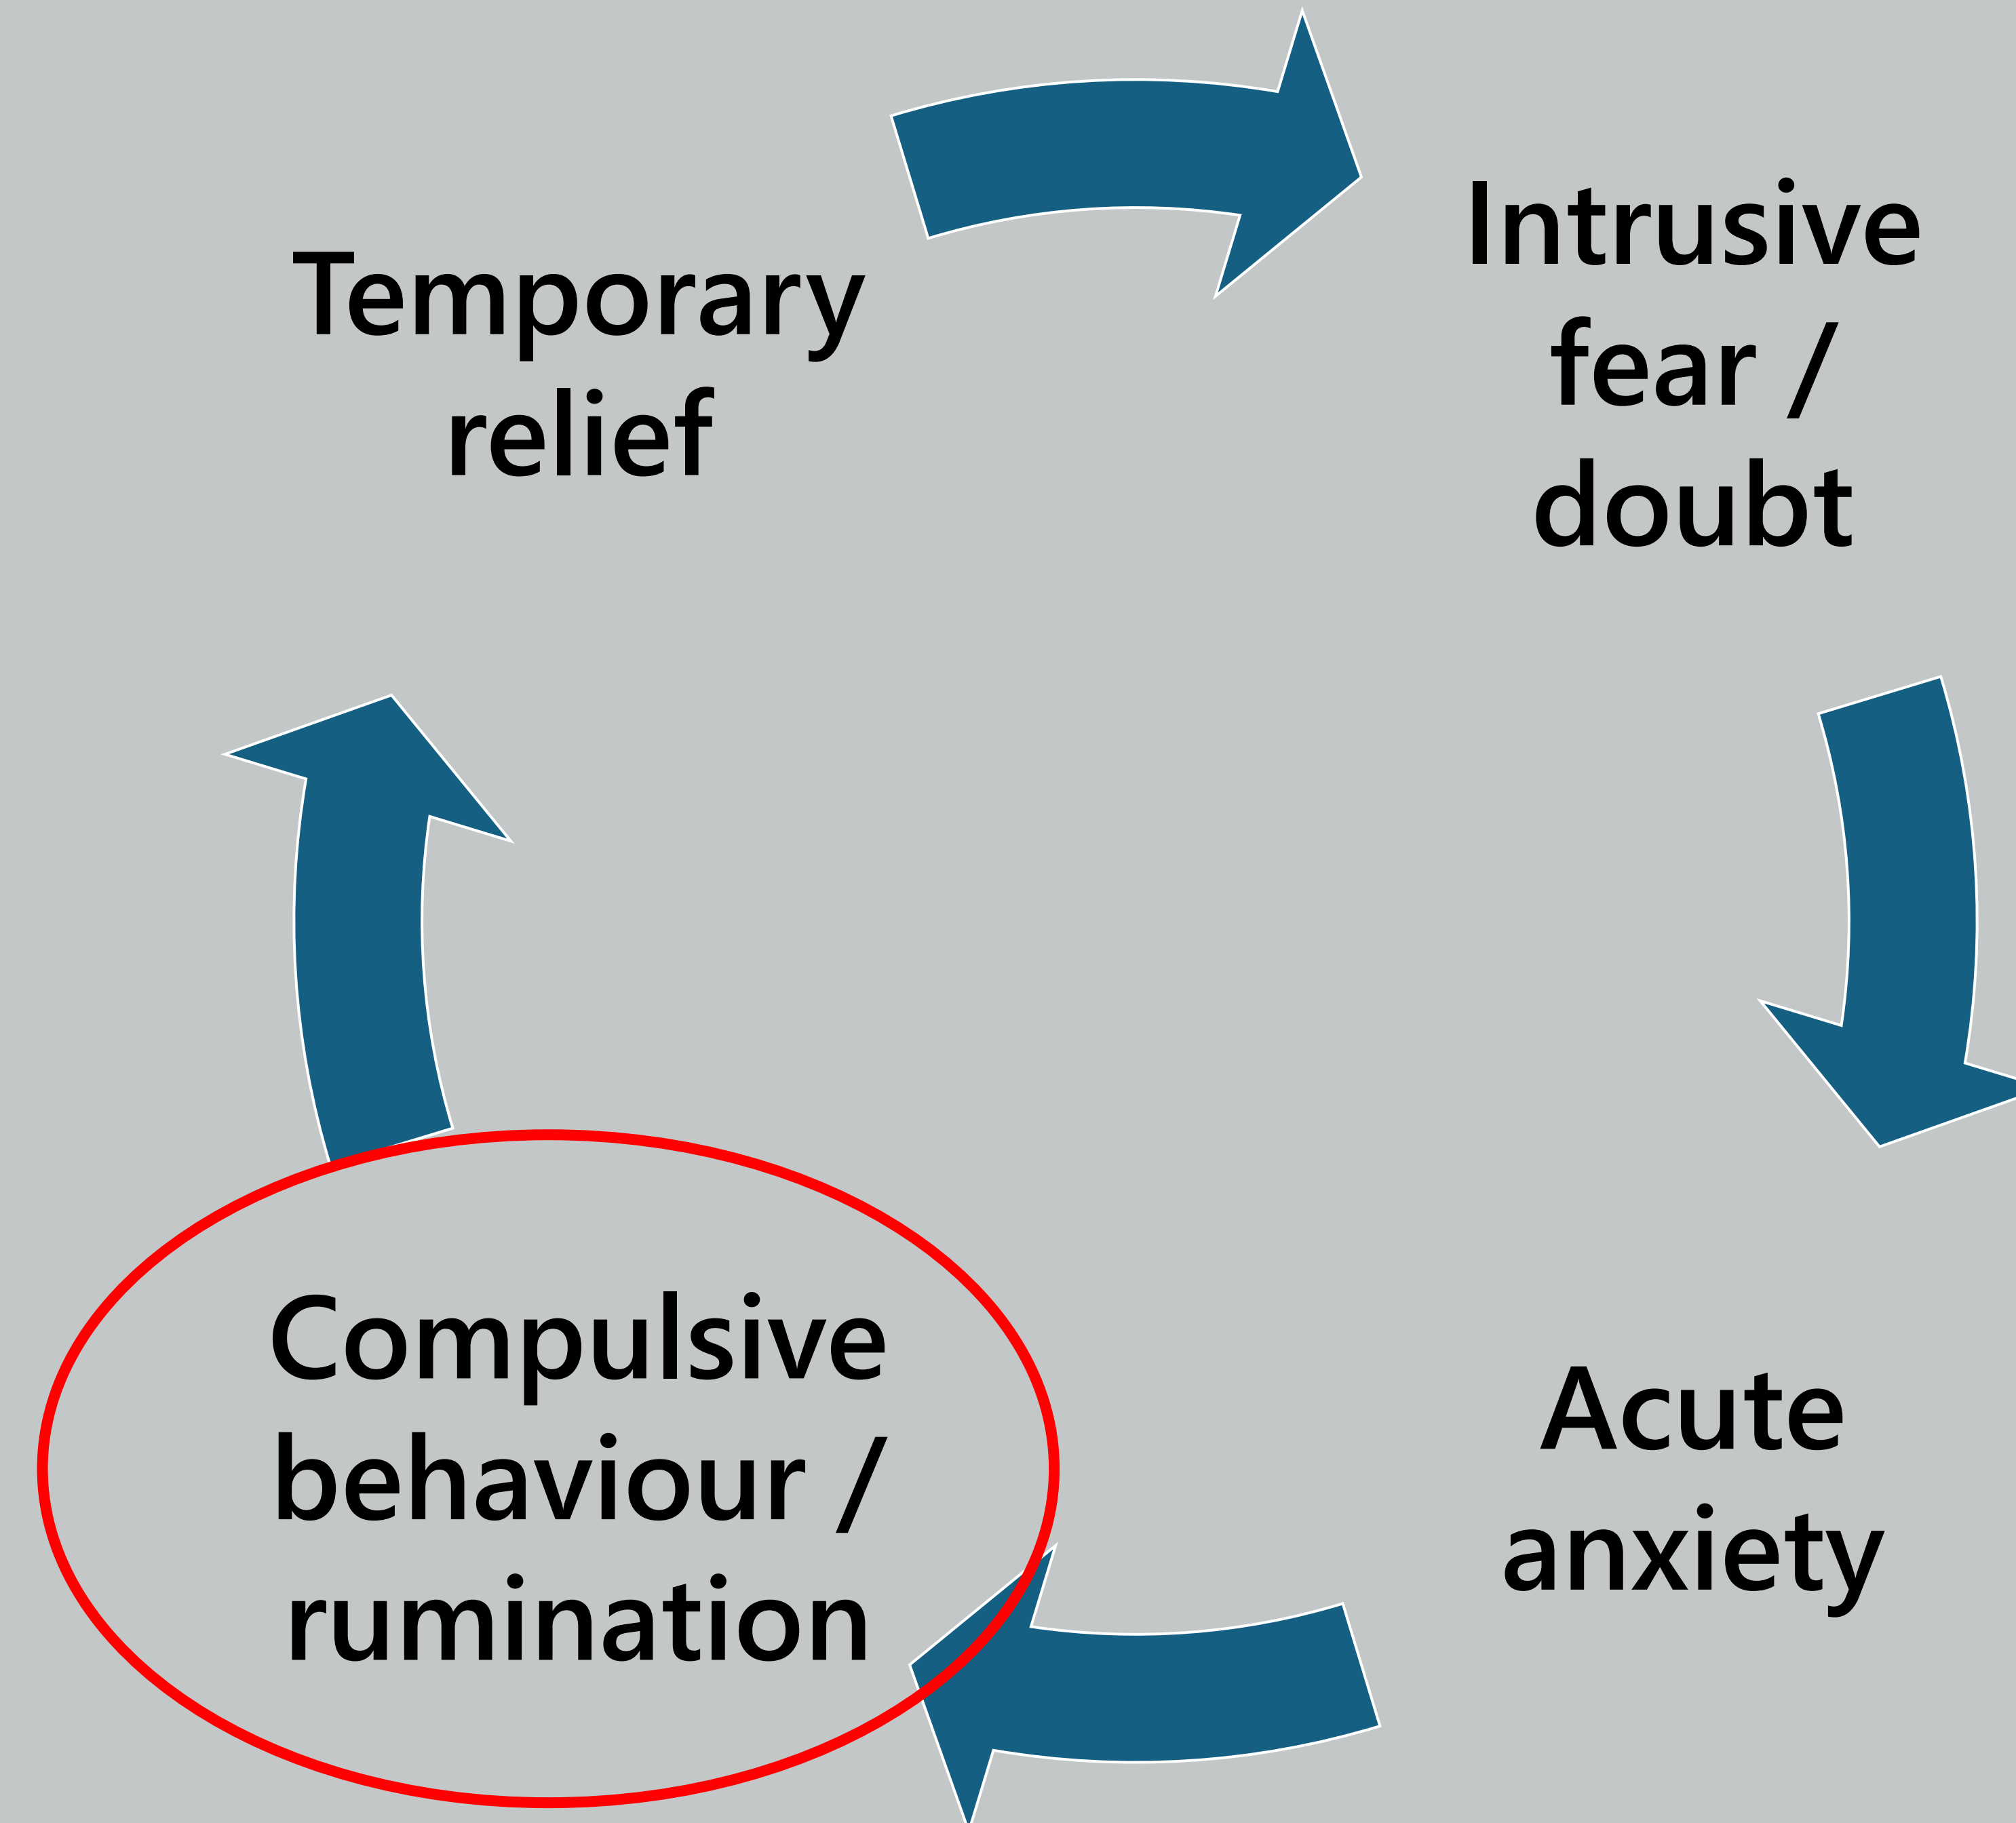 Temporary
relief
Intrusive
fear /
doubt
Compulsive
behaviour /
rumination
Acute
anxiety